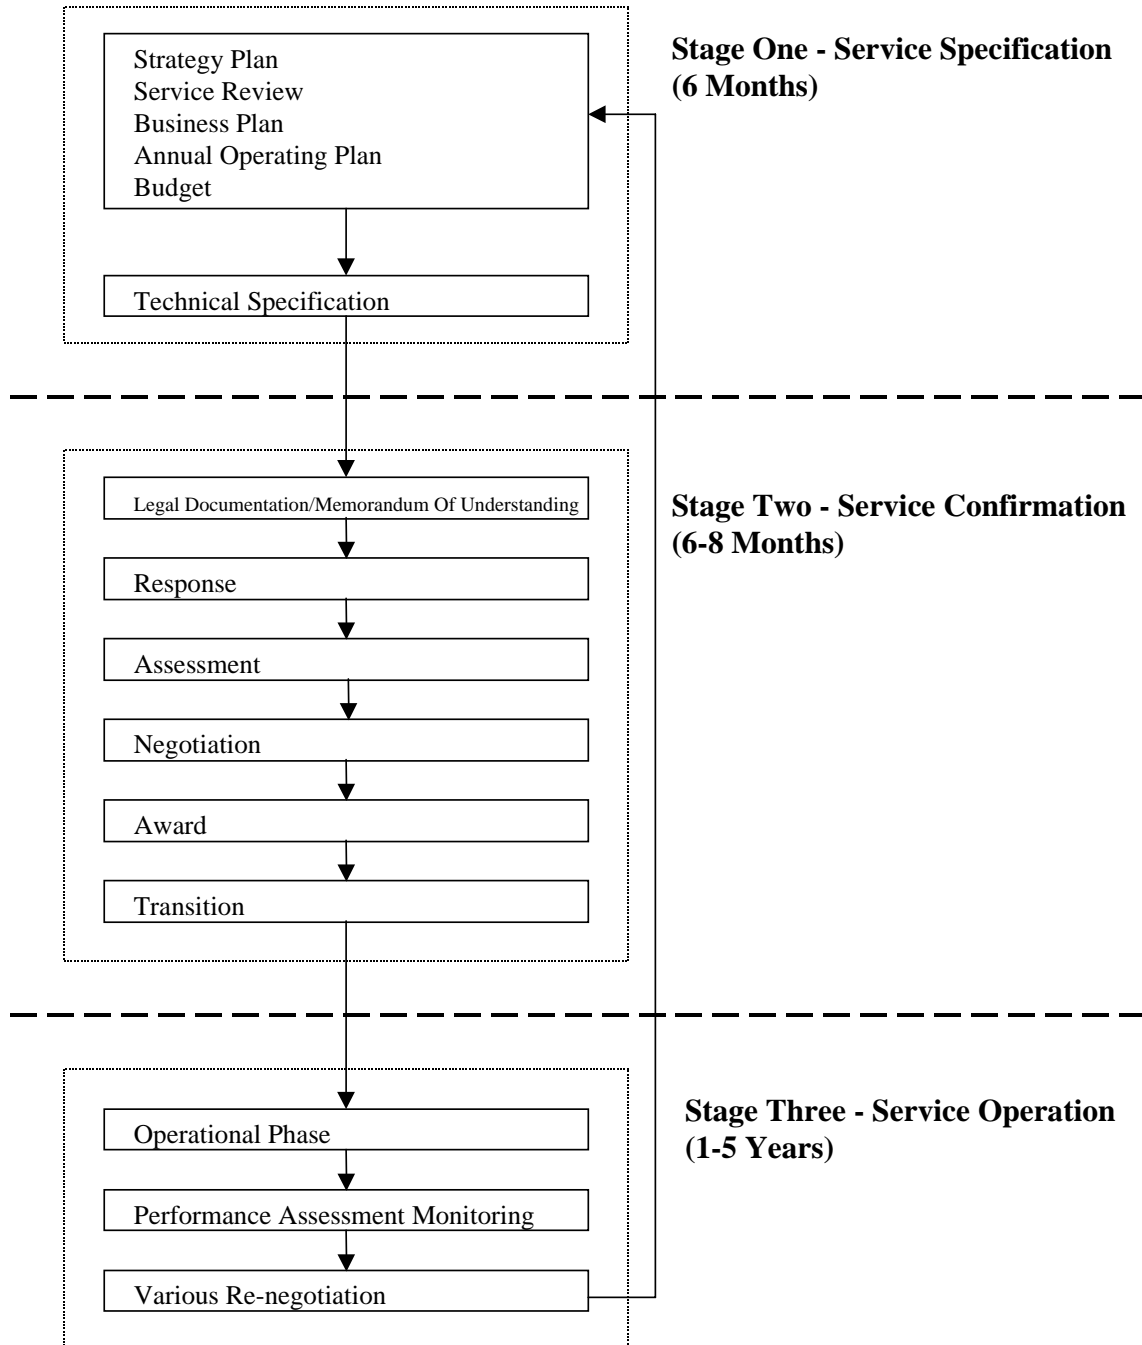 Stage One - Service Specification
(6 Months)
Strategy Plan
Service Review
Business Plan
Annual Operating Plan
Budget
Technical Specification
Stage Two - Service Confirmation
(6-8 Months)
Legal Documentation/Memorandum Of Understanding
Response
Assessment
Negotiation
Award
Transition
Stage Three - Service Operation
(1-5 Years)
Operational Phase
Performance Assessment Monitoring
Various Re-negotiation